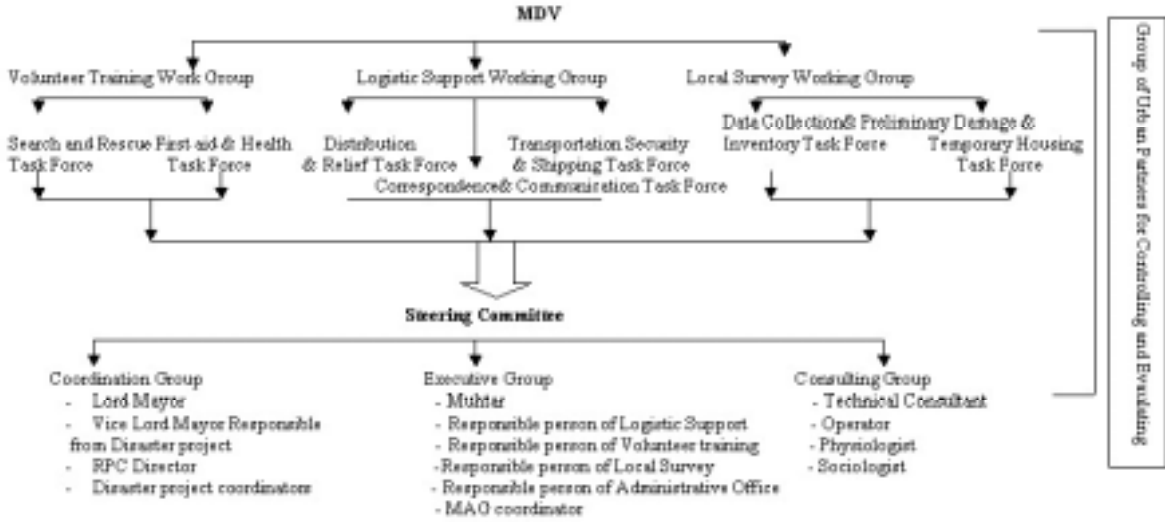 MDV
Volunteer Training Work Group
Logistic Support Working Group
Local Survey Working Group
Search and Rescue
Task Force
First-aid & Health
Task Force
Distribution
& Relief Task Force
Transportation Security
& Shipping Task Force
Correspondence & Communication Task Force
Data Collection&
Inventory Task Force
Preliminary Damage &
Temporary Housing
Task Force
Steering Committee
Coordination Group
- Lord Mayor
- Vice Lord Mayor Responsible
from Disaster project
- RPC Director
- Disaster project coordinators
Executive Group
- Muhtar
- Responsible person of Logistic Support
- Responsible person of Volunteer training
-Responsible person of Local Survey
- Responsible person of Administrative Office
- MAG coordinator
Consulting Group
- Technical Consultant
- Operator
- Physiologist
- Sociologist
Group of Urban Partners for Controlling and Evaulating